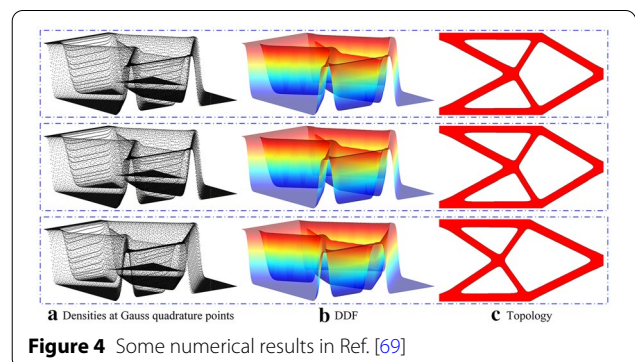 a Densities at Gauss quadrature points
b DDF
c Topology
Figure 4 Some numerical results in Ref. [69]